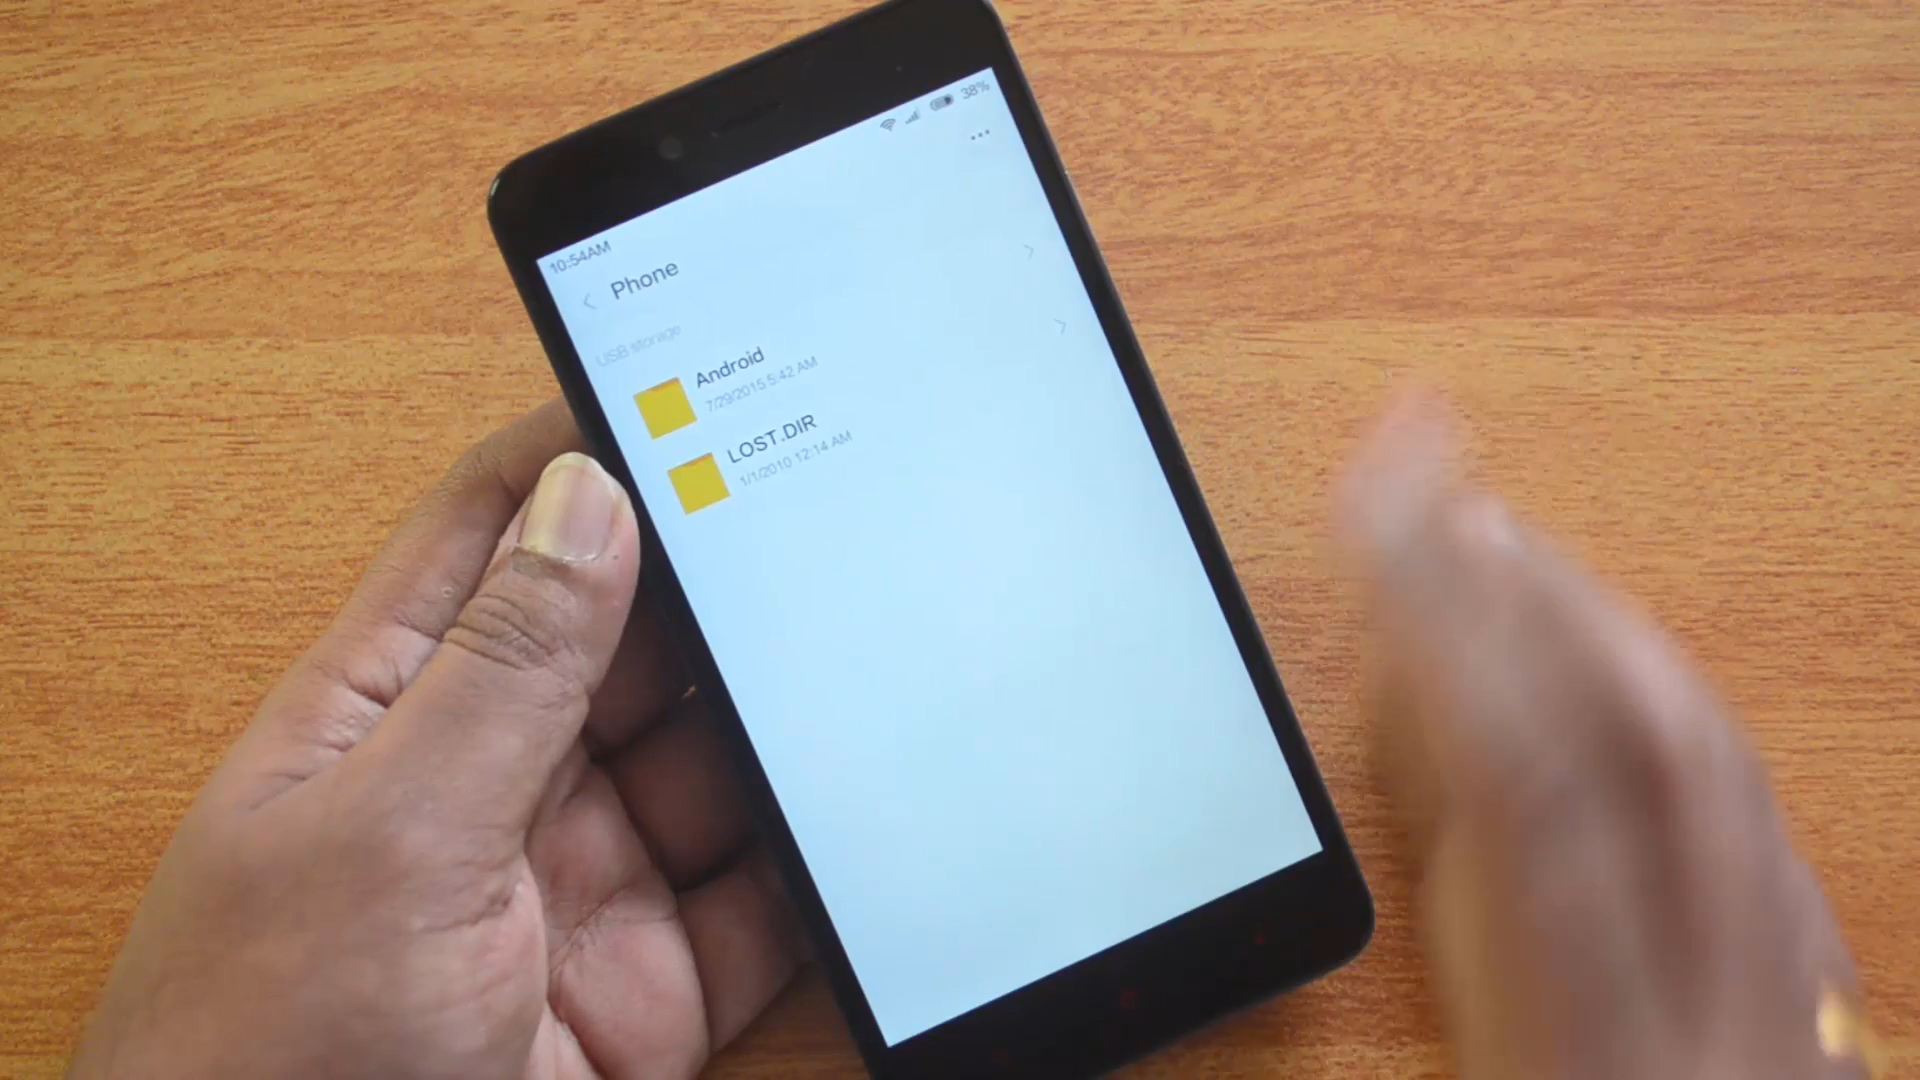 38%
10:54AM
Phone
USB storage
Android
7/29/2015 5:42 AM
LOST.DIR
1/1/2010 12:14 AM